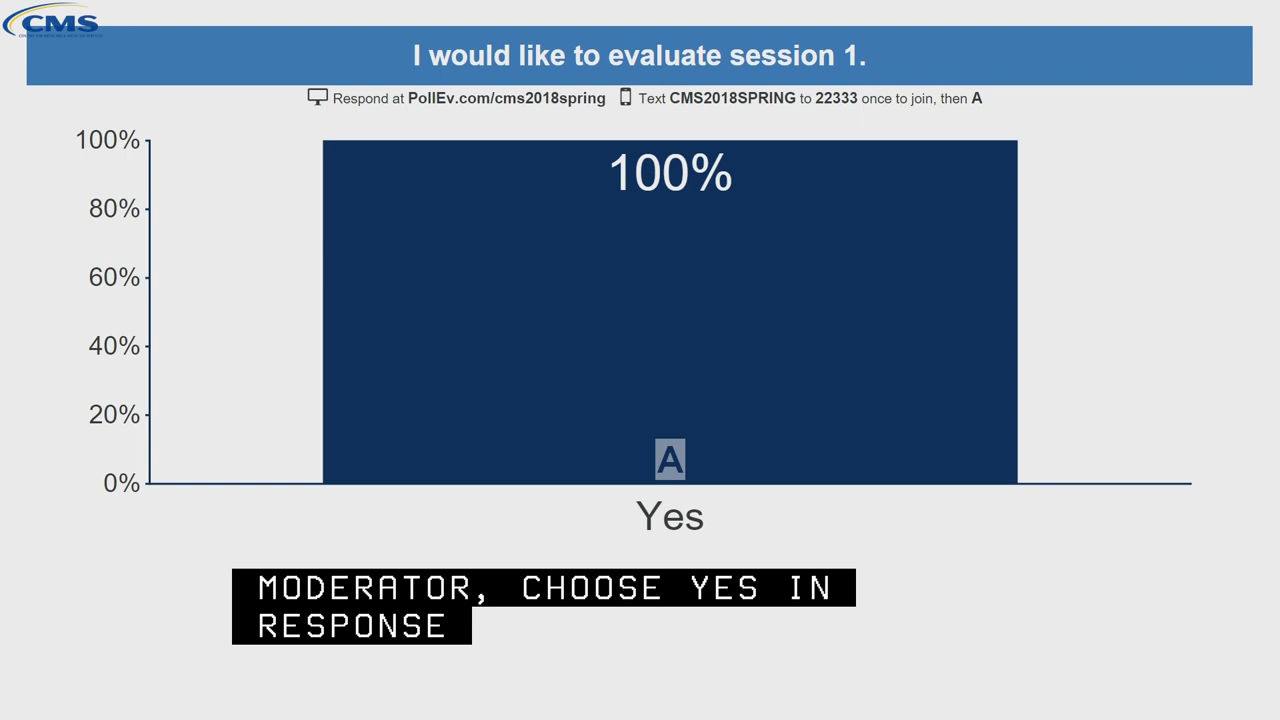 CMS
I would like to evaluate session 1.
Respond at PollEv.com/cms2018spring Text CMS2018SPRING to 22333 once to join, then A
100%
80%
60%
40%
20%
0%
100%
A
Yes
MODERATOR, CHOOSE YES IN
RESPONSE